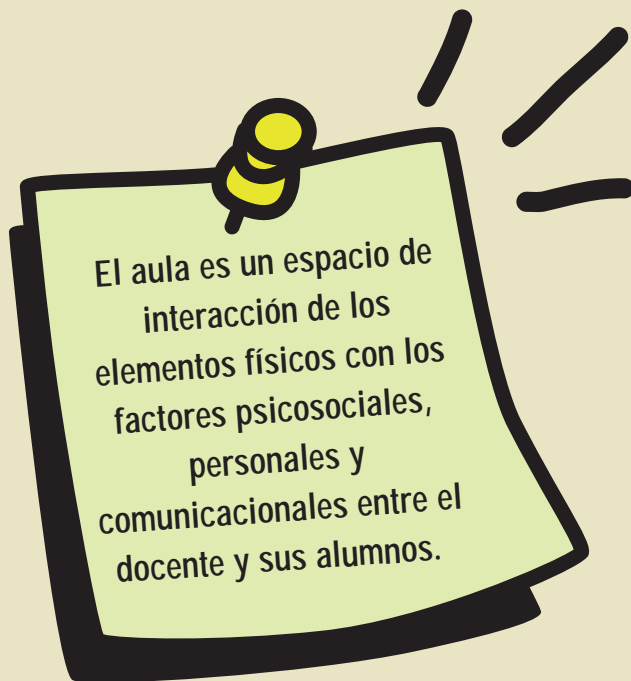 El aula es un espacio de
interacción de los
elementos físicos con los
factores psicosociales,
personales y
comunicacionales entre el
docente y sus alumnos.